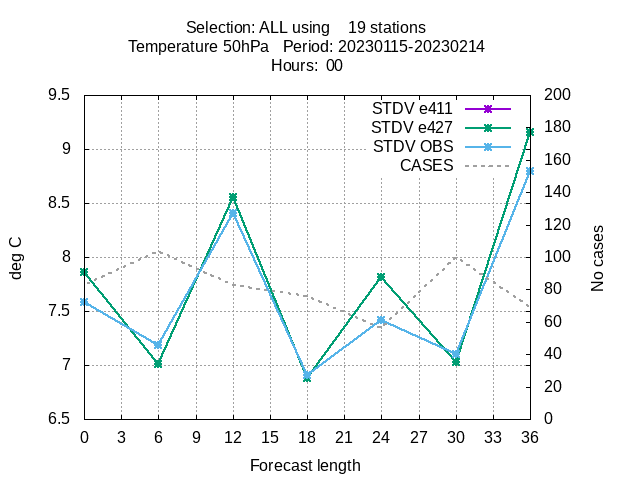 Selection: ALL using 19 stations
Temperature 50hPa Period: 20230115-20230214
Hours: 00
9.5
9
8.5
8
7.5
7
6.5
deg C
STDV e411
STDV e427
STDV OBS
CASES
200
180
160
140
120
100
80
60
40
20
0
No cases
0 3 6 9 12 15 18 21 24 27 30 33 36
Forecast length